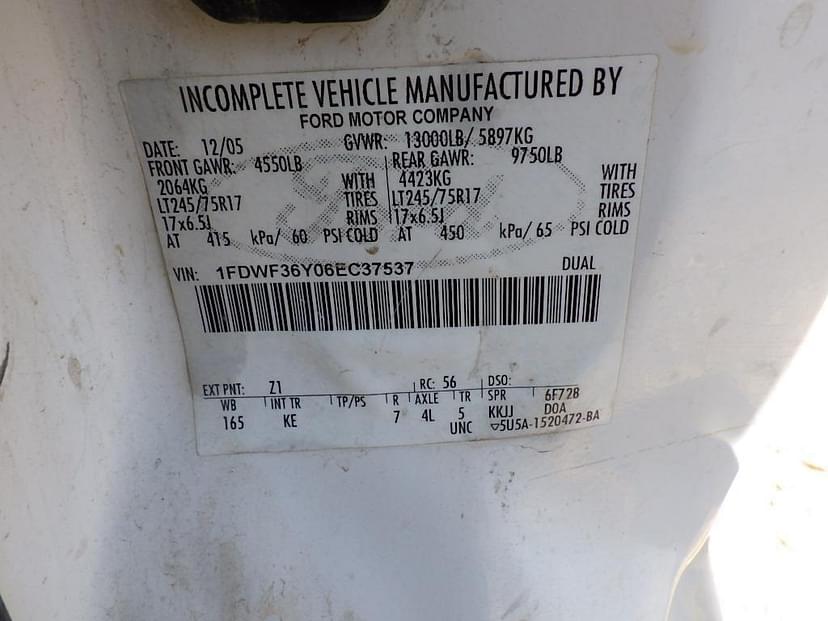 INCOMPLETE VEHICLE MANUFACTURED BY
FORD MOTOR COMPANY
DATE: 12/05 GVWR: 13000LB/ 5897KG
FRONT GAWR: 4550LB REAR GAWR: 9750LB
2064KG WITH 4423KG WITH
LT245/75R17 TIRES LT245/75R17 TIRES
17x6.5J RIMS 17x6.5J RIMS
AT 415 kPa/ 60 PSI COLD AT 450 kPa/ 65 PSI COLD
VIN: 1FDWF36Y06EC37537 DUAL
EXT PNT: Z1 RC: 56 DSO:
WB INT TR TP/PS R AXLE TR SPR 6F72B
165 KE 7 4L 5 KKJJ DOA
UNC ▽5U5A-1520472-BA